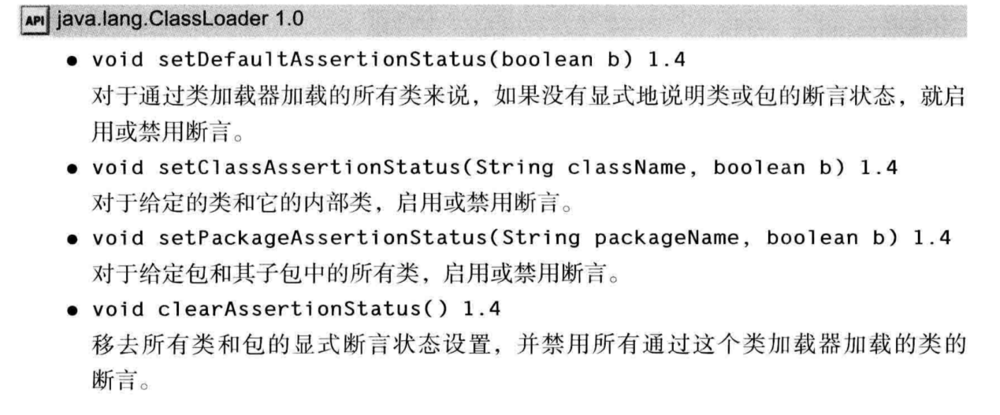 API java.lang.ClassLoader 1.0
● void setDefaultAssertionStatus(boolean b) 1.4
对于通过类加载器加载的所有类来说，如果没有显式地说明类或包的断言状态，就启
用或禁用断言。
● void setClassAssertionStatus(String className, boolean b) 1.4
对于给定的类和它的内部类，启用或禁用断言。
● void setPackageAssertionStatus(String packageName, boolean b) 1.4
对于给定包和其子包中的所有类，启用或禁用断言。
● void clearAssertionStatus() 1.4
移去所有类和包的显式断言状态设置，并禁用所有通过这个类加载器加载的类的
断言。